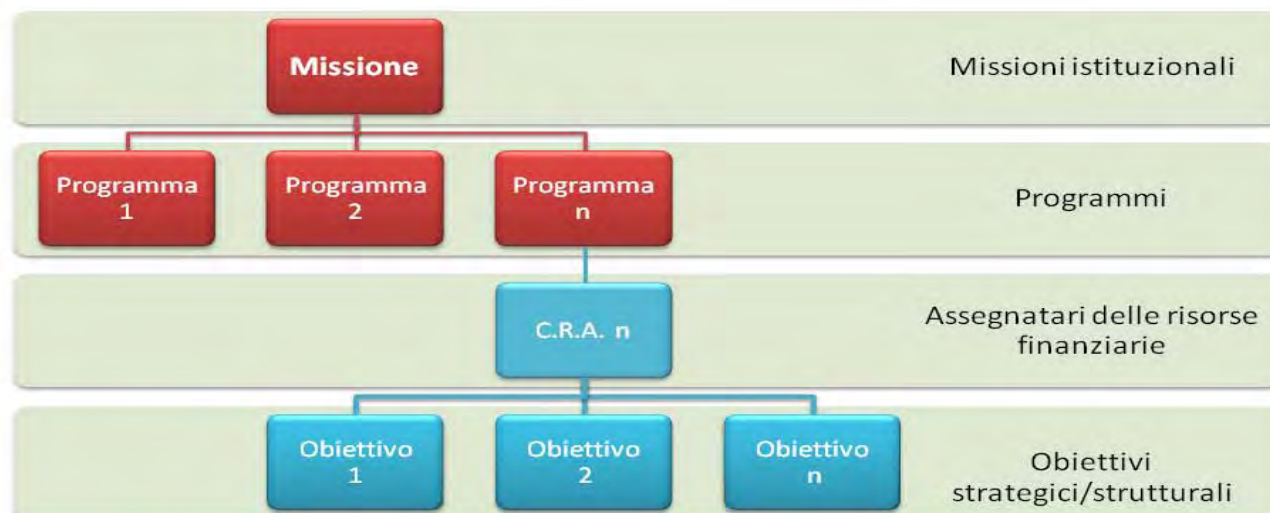 Missione
Missioni istituzionali
Programma
1
Programma
2
Programma
n
Programmi
C.R.A. n
Assegnatari delle risorse
finanziarie
Obiettivo
1
Obiettivo
2
Obiettivo
n
Obiettivi
strategici/strutturali